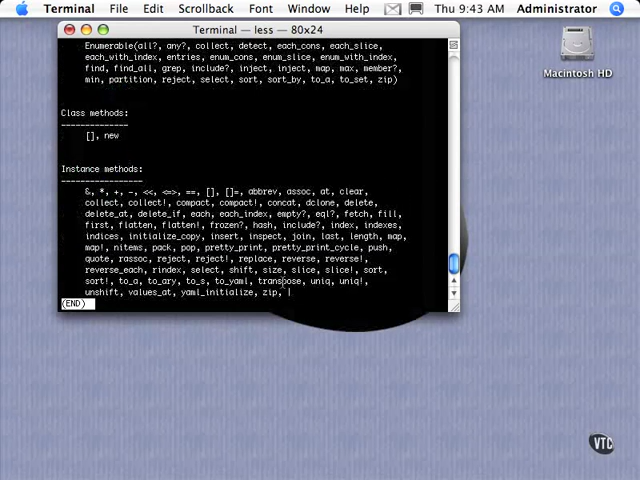 Terminal File Edit Scrollback Font Window Help Thu 9:43 AM Administrator
Terminal — less — 80x24
Enumerable(all?, any?, collect, detect, each_cons, each_slice,
each_with_index, entries, enum_cons, enum_slice, enum_with_index,
find, find_all, grep, include?, inject, inject, map, max, member?,
min, partition, reject, select, sort, sort_by, to_a, to_set, zip)
Class methods:
--------------
[], new
Instance methods:
-----------------
&, *, +, -, <<, <=>, ==, [], []=, abbrev, assoc, at, clear,
collect, collect!, compact, compact!, concat, dclone, delete,
delete_at, delete_if, each, each_index, empty?, eql?, fetch, fill,
first, flatten, flatten!, frozen?, hash, include?, index, indexes,
indices, initialize_copy, insert, inspect, join, last, length, map,
map!, nitems, pack, pop, pretty_print, pretty_print_cycle, push,
quote, rassoc, reject, reject!, replace, reverse, reverse!,
reverse_each, rindex, select, shift, size, slice, slice!, sort,
sort!, to_a, to_ary, to_s, to_yaml, transpose, uniq, uniq!,
unshift, values_at, yaml_initialize, zip, |
(END)
Macintosh HD
VTC